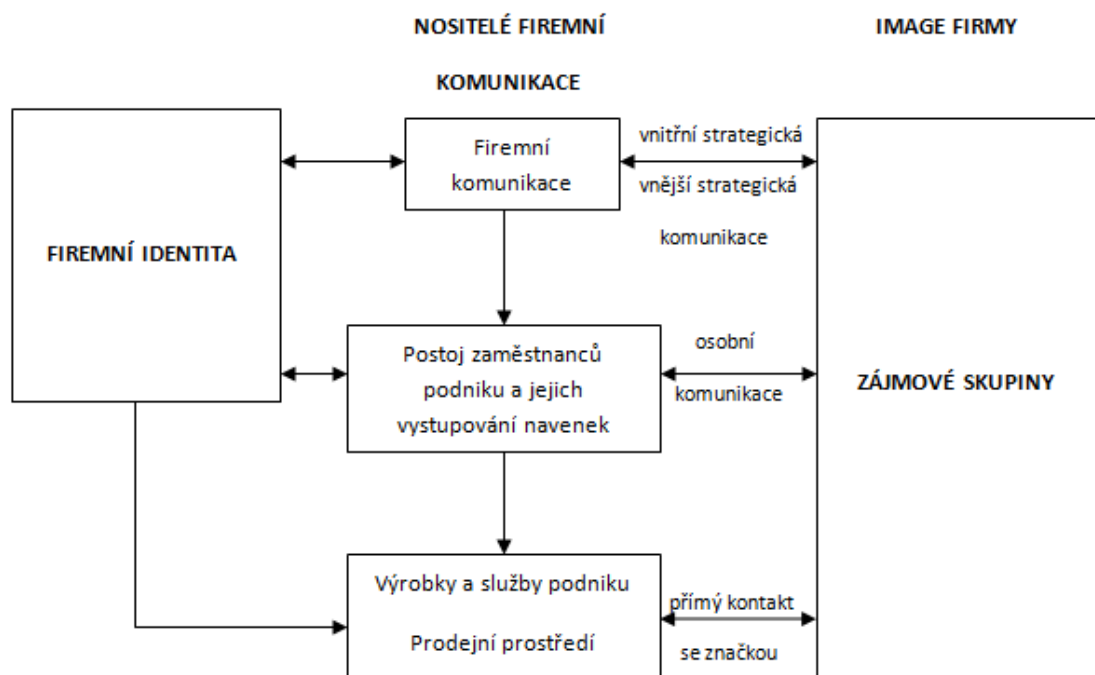 NOSITELÉ FIREMNÍ
KOMUNIKACE
IMAGE FIRMY
FIREMNÍ IDENTITA
Firemní
komunikace
vnitřní strategická
vnější strategická
komunikace
Postoj zaměstnanců
podniku a jejich
vystupování navenek
osobní
komunikace
ZÁJMOVÉ SKUPINY
Výrobky a služby podniku
Prodejní prostředí
přímý kontakt
se značkou